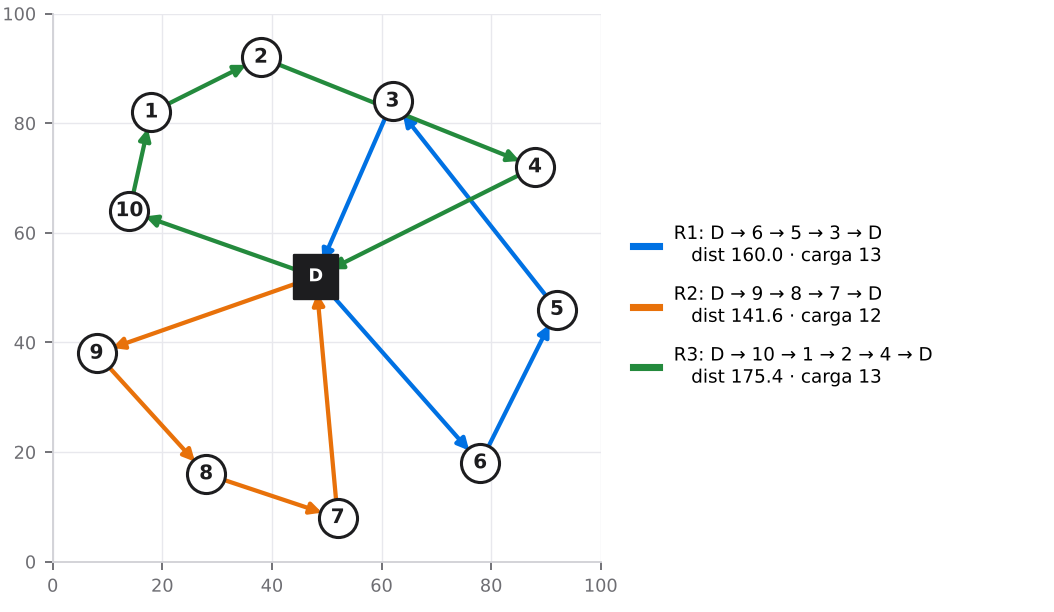 100
80
60
40
20
0
0 20 40 60 80 100
2
3
1
4
10
D
5
9
6
8
7
R1: D → 6 → 5 → 3 → D
dist 160.0 · carga 13
R2: D → 9 → 8 → 7 → D
dist 141.6 · carga 12
R3: D → 10 → 1 → 2 → 4 → D
dist 175.4 · carga 13